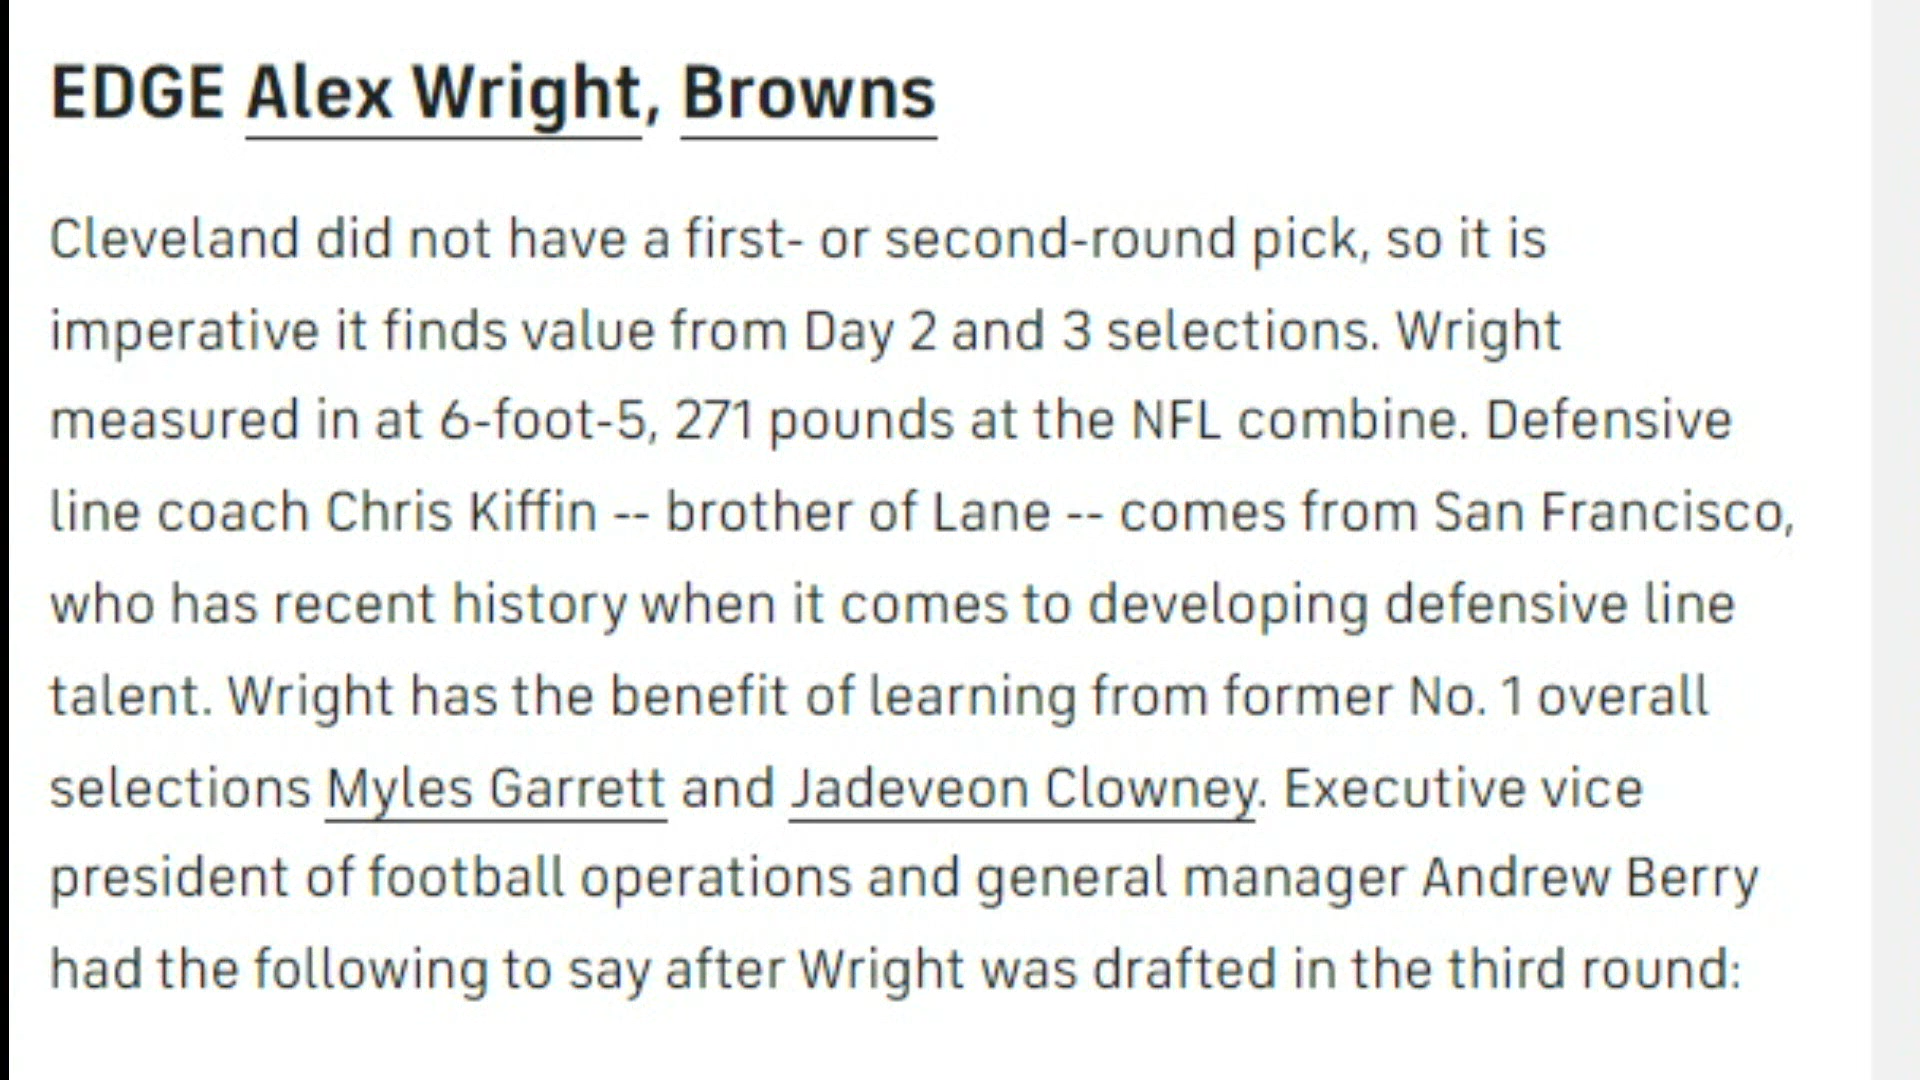 EDGE Alex Wright, Browns
Cleveland did not have a first- or second-round pick, so it is
imperative it finds value from Day 2 and 3 selections. Wright
measured in at 6-foot-5, 271 pounds at the NFL combine. Defensive
line coach Chris Kiffin -- brother of Lane -- comes from San Francisco,
who has recent history when it comes to developing defensive line
talent. Wright has the benefit of learning from former No. 1 overall
selections Myles Garrett and Jadeveon Clowney. Executive vice
president of football operations and general manager Andrew Berry
had the following to say after Wright was drafted in the third round: